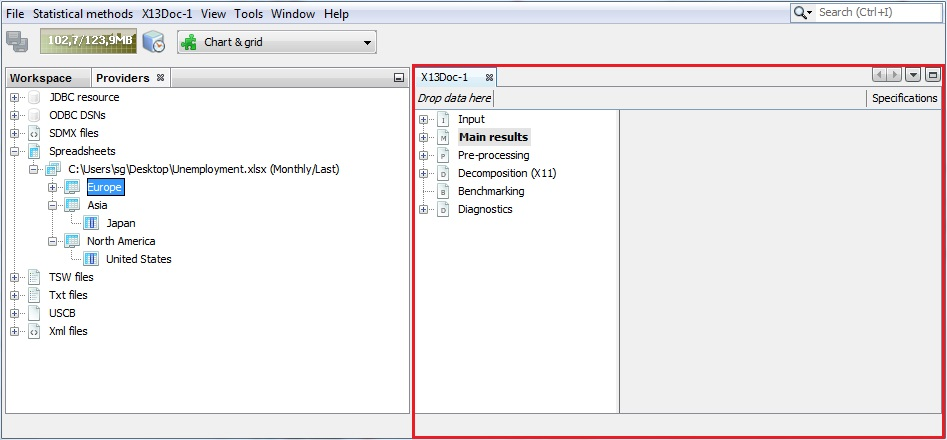 File Statistical methods X13Doc-1 View Tools Window Help
Search (Ctrl+I)
102,7/123,9MB
Chart & grid
Workspace Providers
JDBC resource
ODBC DSNs
SDMX files
Spreadsheets
C:\Users\sg\Desktop\Unemployment.xlsx (Monthly/Last)
Europe
Asia
Japan
North America
United States
TSW files
Txt files
USCB
Xml files
X13Doc-1
Drop data here
Specifications
I Input
M Main results
P Pre-processing
D Decomposition (X11)
B Benchmarking
D Diagnostics